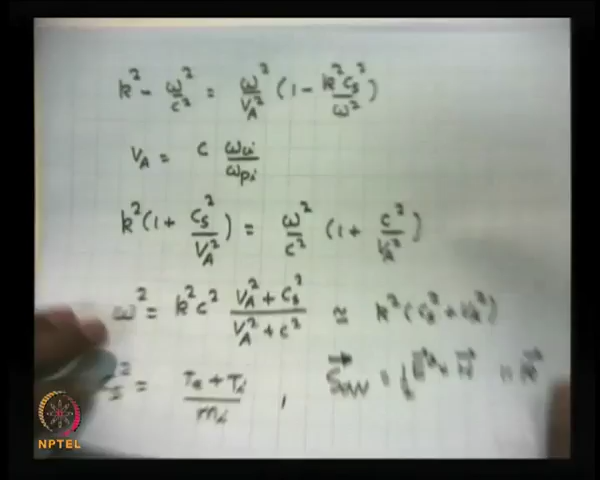 k² - ω²/c² = ω²/V_A² (1 - k²c_s²/ω²)
V_A = c ω_ci/ω_pi
k²(1 + c_s²/V_A²) = ω²/c² (1 + c²/V_A²)
ω² = k²c² (V_A² + c_s²)/(V_A² + c²) ≈ k²(c_s² + V_A²)
= (T_e + T_i)/m_i ,
NPTEL